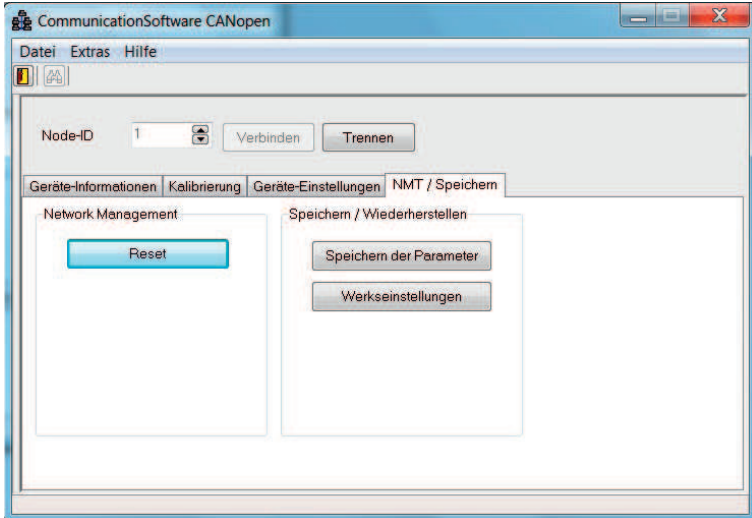 CommunicationSoftware CANopen
Datei Extras Hilfe
Node-ID 1 Verbinden Trennen
Geräte-Informationen Kalibrierung Geräte-Einstellungen NMT / Speichern
Network Management Speichern / Wiederherstellen
Reset Speichern der Parameter
Werkseinstellungen